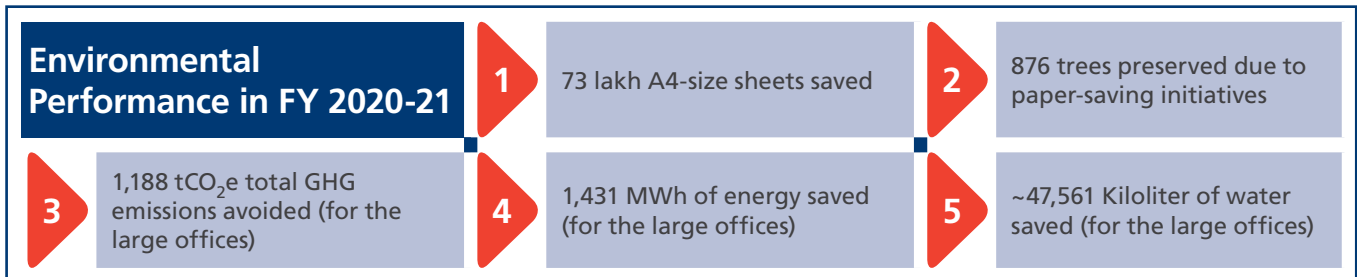 Environmental
Performance in FY 2020-21
1
73 lakh A4-size sheets saved
2
876 trees preserved due to
paper-saving initiatives
3
1,188 tCO₂e total GHG
emissions avoided (for the
large offices)
4
1,431 MWh of energy saved
(for the large offices)
5
~47,561 Kiloliter of water
saved (for the large offices)